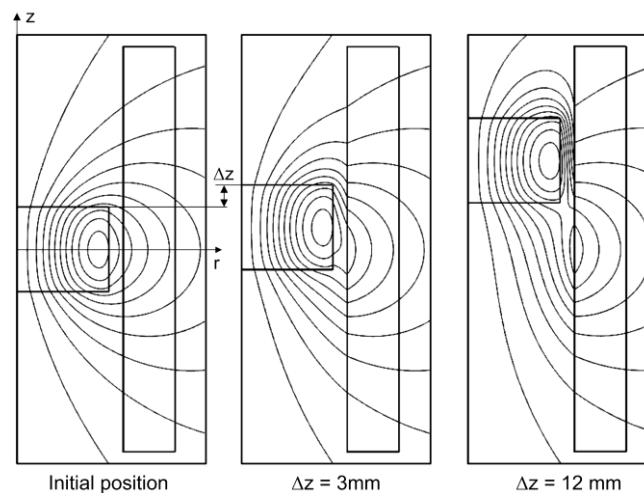 z
Δz
r
Initial position
Δz = 3mm
Δz = 12 mm